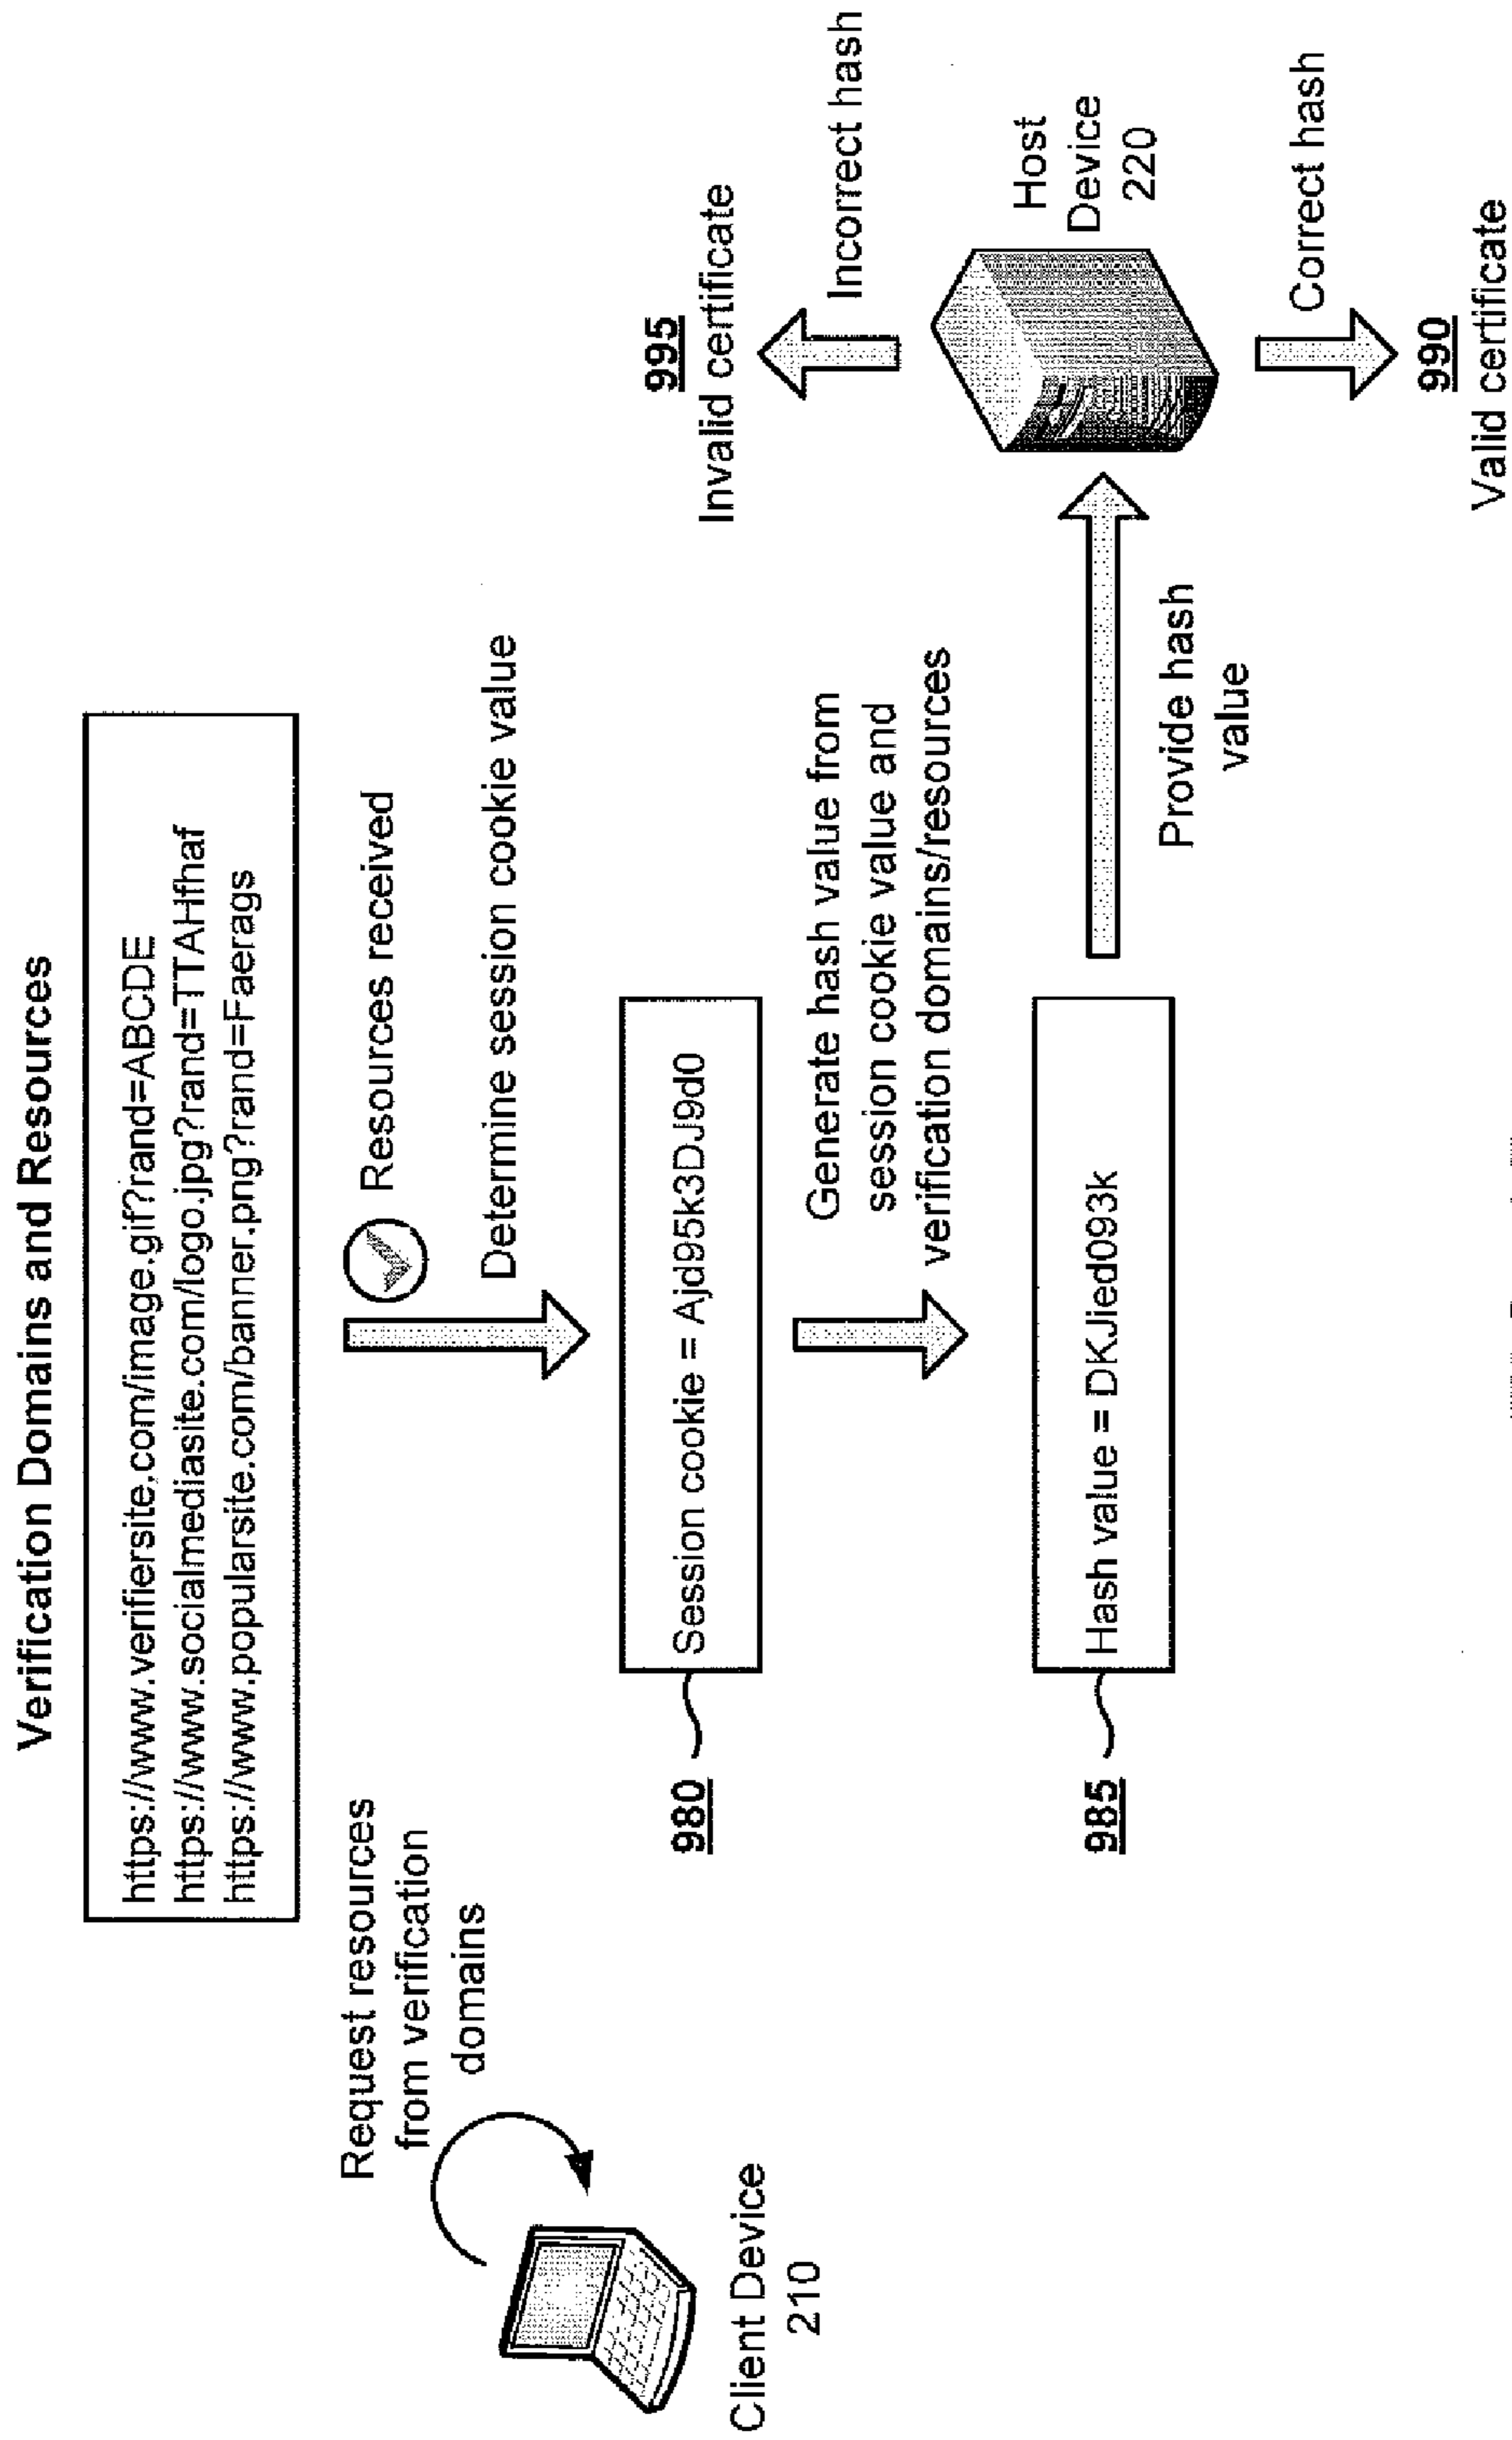 Verification Domains and Resources
https://www.verifiersite.com/image.gif?rand=ABCDE
https://www.socialmediasite.com/logo.jpg?rand=TTAHfhaf
https://www.popularsite.com/banner.png?rand=Faerags
Request resources
from verification
domains
Client Device
210
Resources received
Determine session cookie value
980
Session cookie = Ajd95k3DJ9d0
Generate hash value from
session cookie value and
verification domains/resources
985
Hash value = DKJied093k
Provide hash
value
995
Invalid certificate
Incorrect hash
Host
Device
220
Correct hash
990
Valid certificate